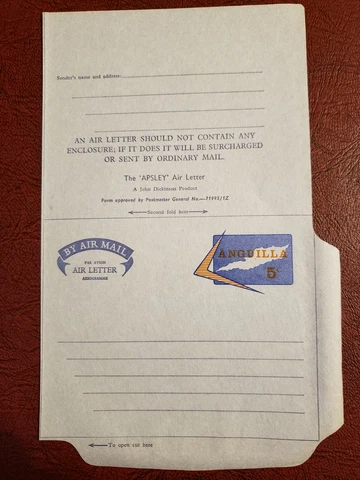 Sender's name and address:
AN AIR LETTER SHOULD NOT CONTAIN ANY
ENCLOSURE; IF IT DOES IT WILL BE SURCHARGED
OR SENT BY ORDINARY MAIL.
The 'APSLEY' Air Letter
A John Dickinson Product
Form approved by Postmaster General No.—71995/1Z
Second fold here
BY AIR MAIL
PAR AVION
AIR LETTER
AEROGRAMME
ANGUILLA
5c
To open cut here